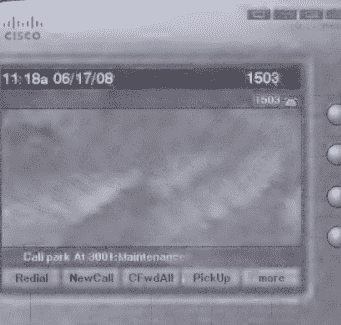 CISCO
11:18a 06/17/08 1503
1503
Call park At 3001:Maintenance
Redial NewCall CFwdAll PickUp more